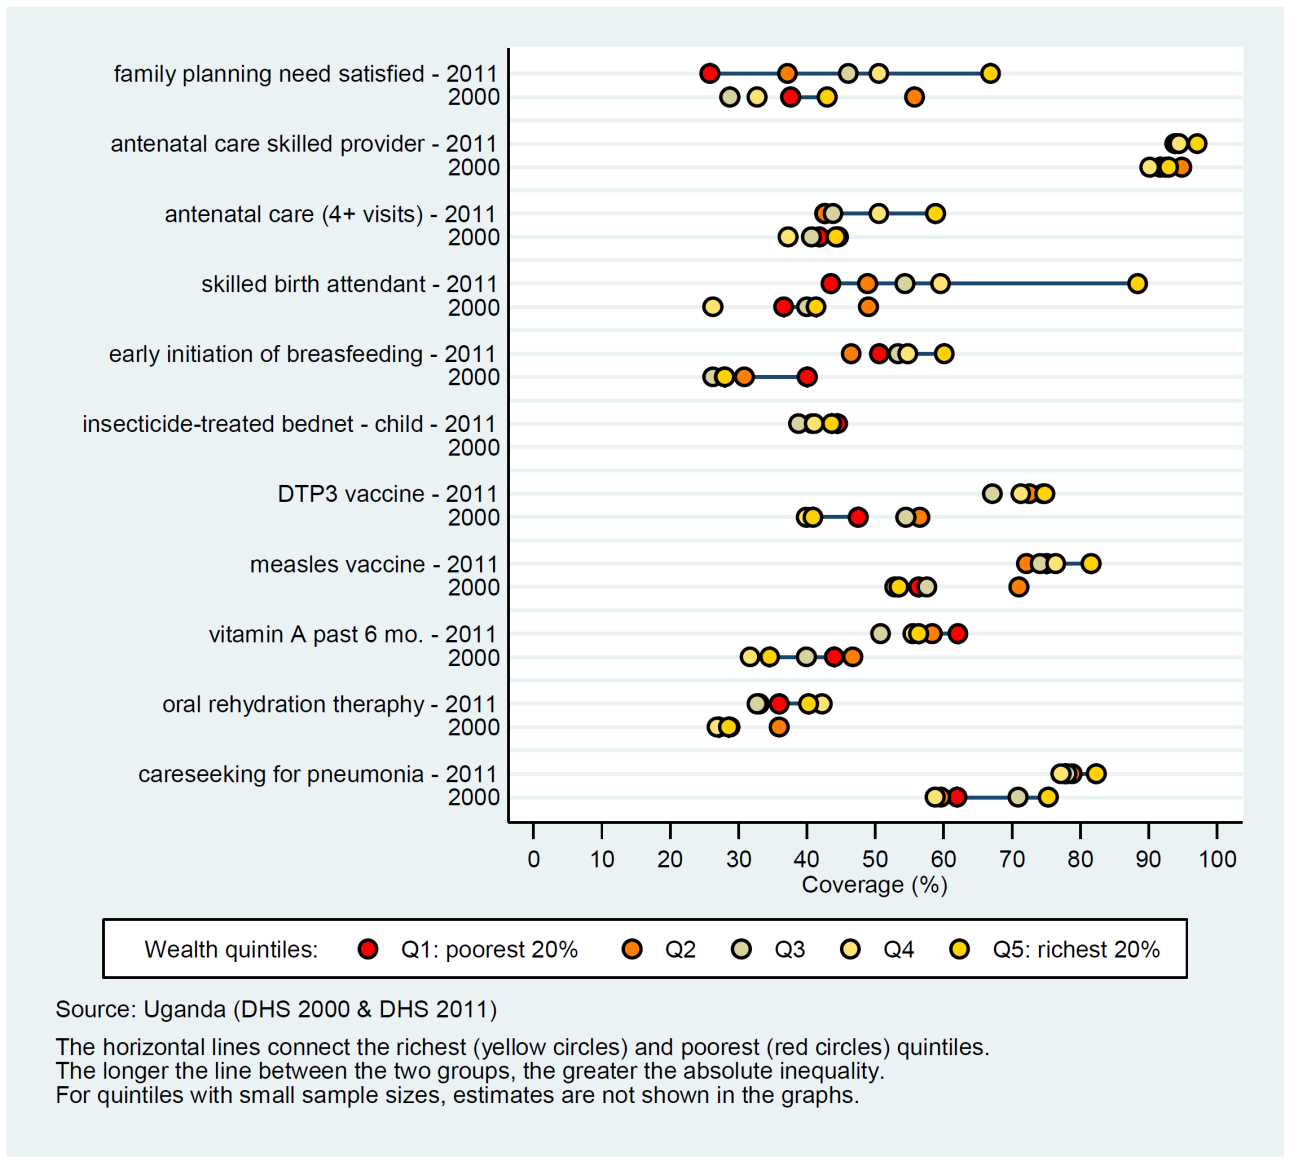 family planning need satisfied - 2011
2000
antenatal care skilled provider - 2011
2000
antenatal care (4+ visits) - 2011
2000
skilled birth attendant - 2011
2000
early initiation of breasfeeding - 2011
2000
insecticide-treated bednet - child - 2011
2000
DTP3 vaccine - 2011
2000
measles vaccine - 2011
2000
vitamin A past 6 mo. - 2011
2000
oral rehydration theraphy - 2011
2000
careseeking for pneumonia - 2011
2000
0 10 20 30 40 50 60 70 80 90 100
Coverage (%)
Wealth quintiles: Q1: poorest 20% Q2 Q3 Q4 Q5: richest 20%
Source: Uganda (DHS 2000 & DHS 2011)
The horizontal lines connect the richest (yellow circles) and poorest (red circles) quintiles.
The longer the line between the two groups, the greater the absolute inequality.
For quintiles with small sample sizes, estimates are not shown in the graphs.